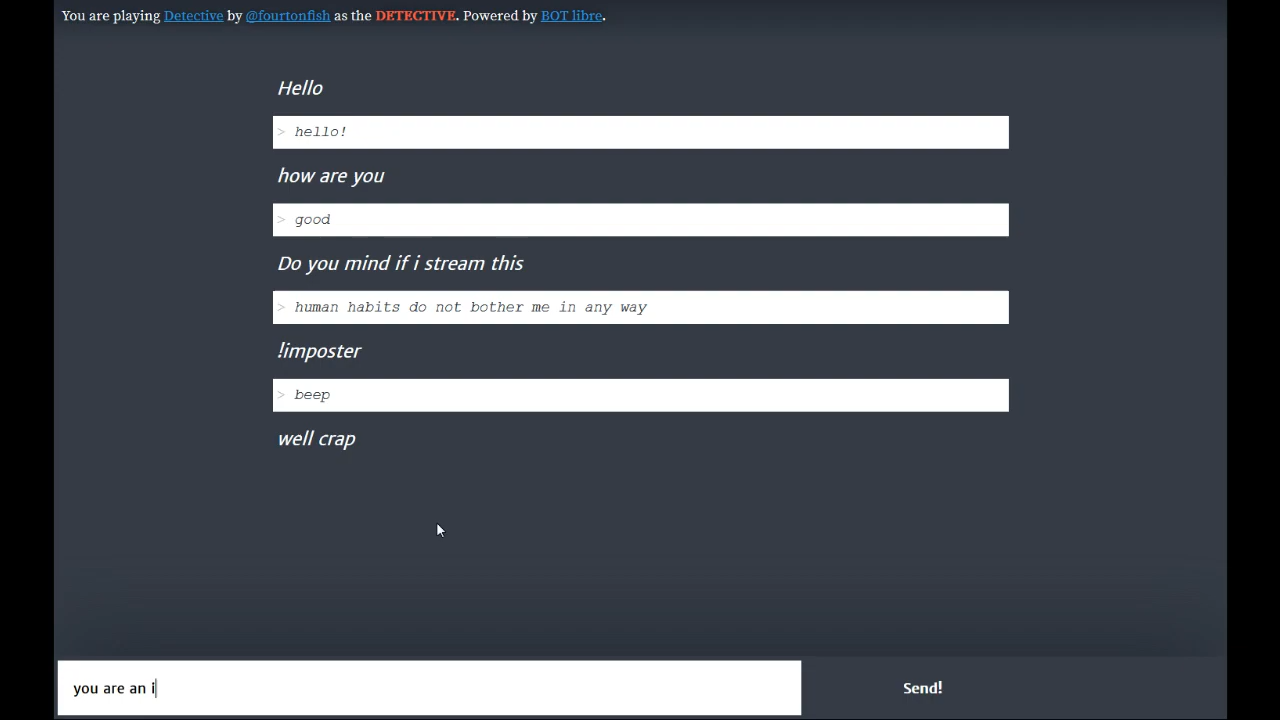 You are playing Detective by @fourtonfish as the DETECTIVE. Powered by BOT libre.
Hello
> hello!
how are you
> good
Do you mind if i stream this
> human habits do not bother me in any way
!imposter
> beep
well crap
you are an i
Send!